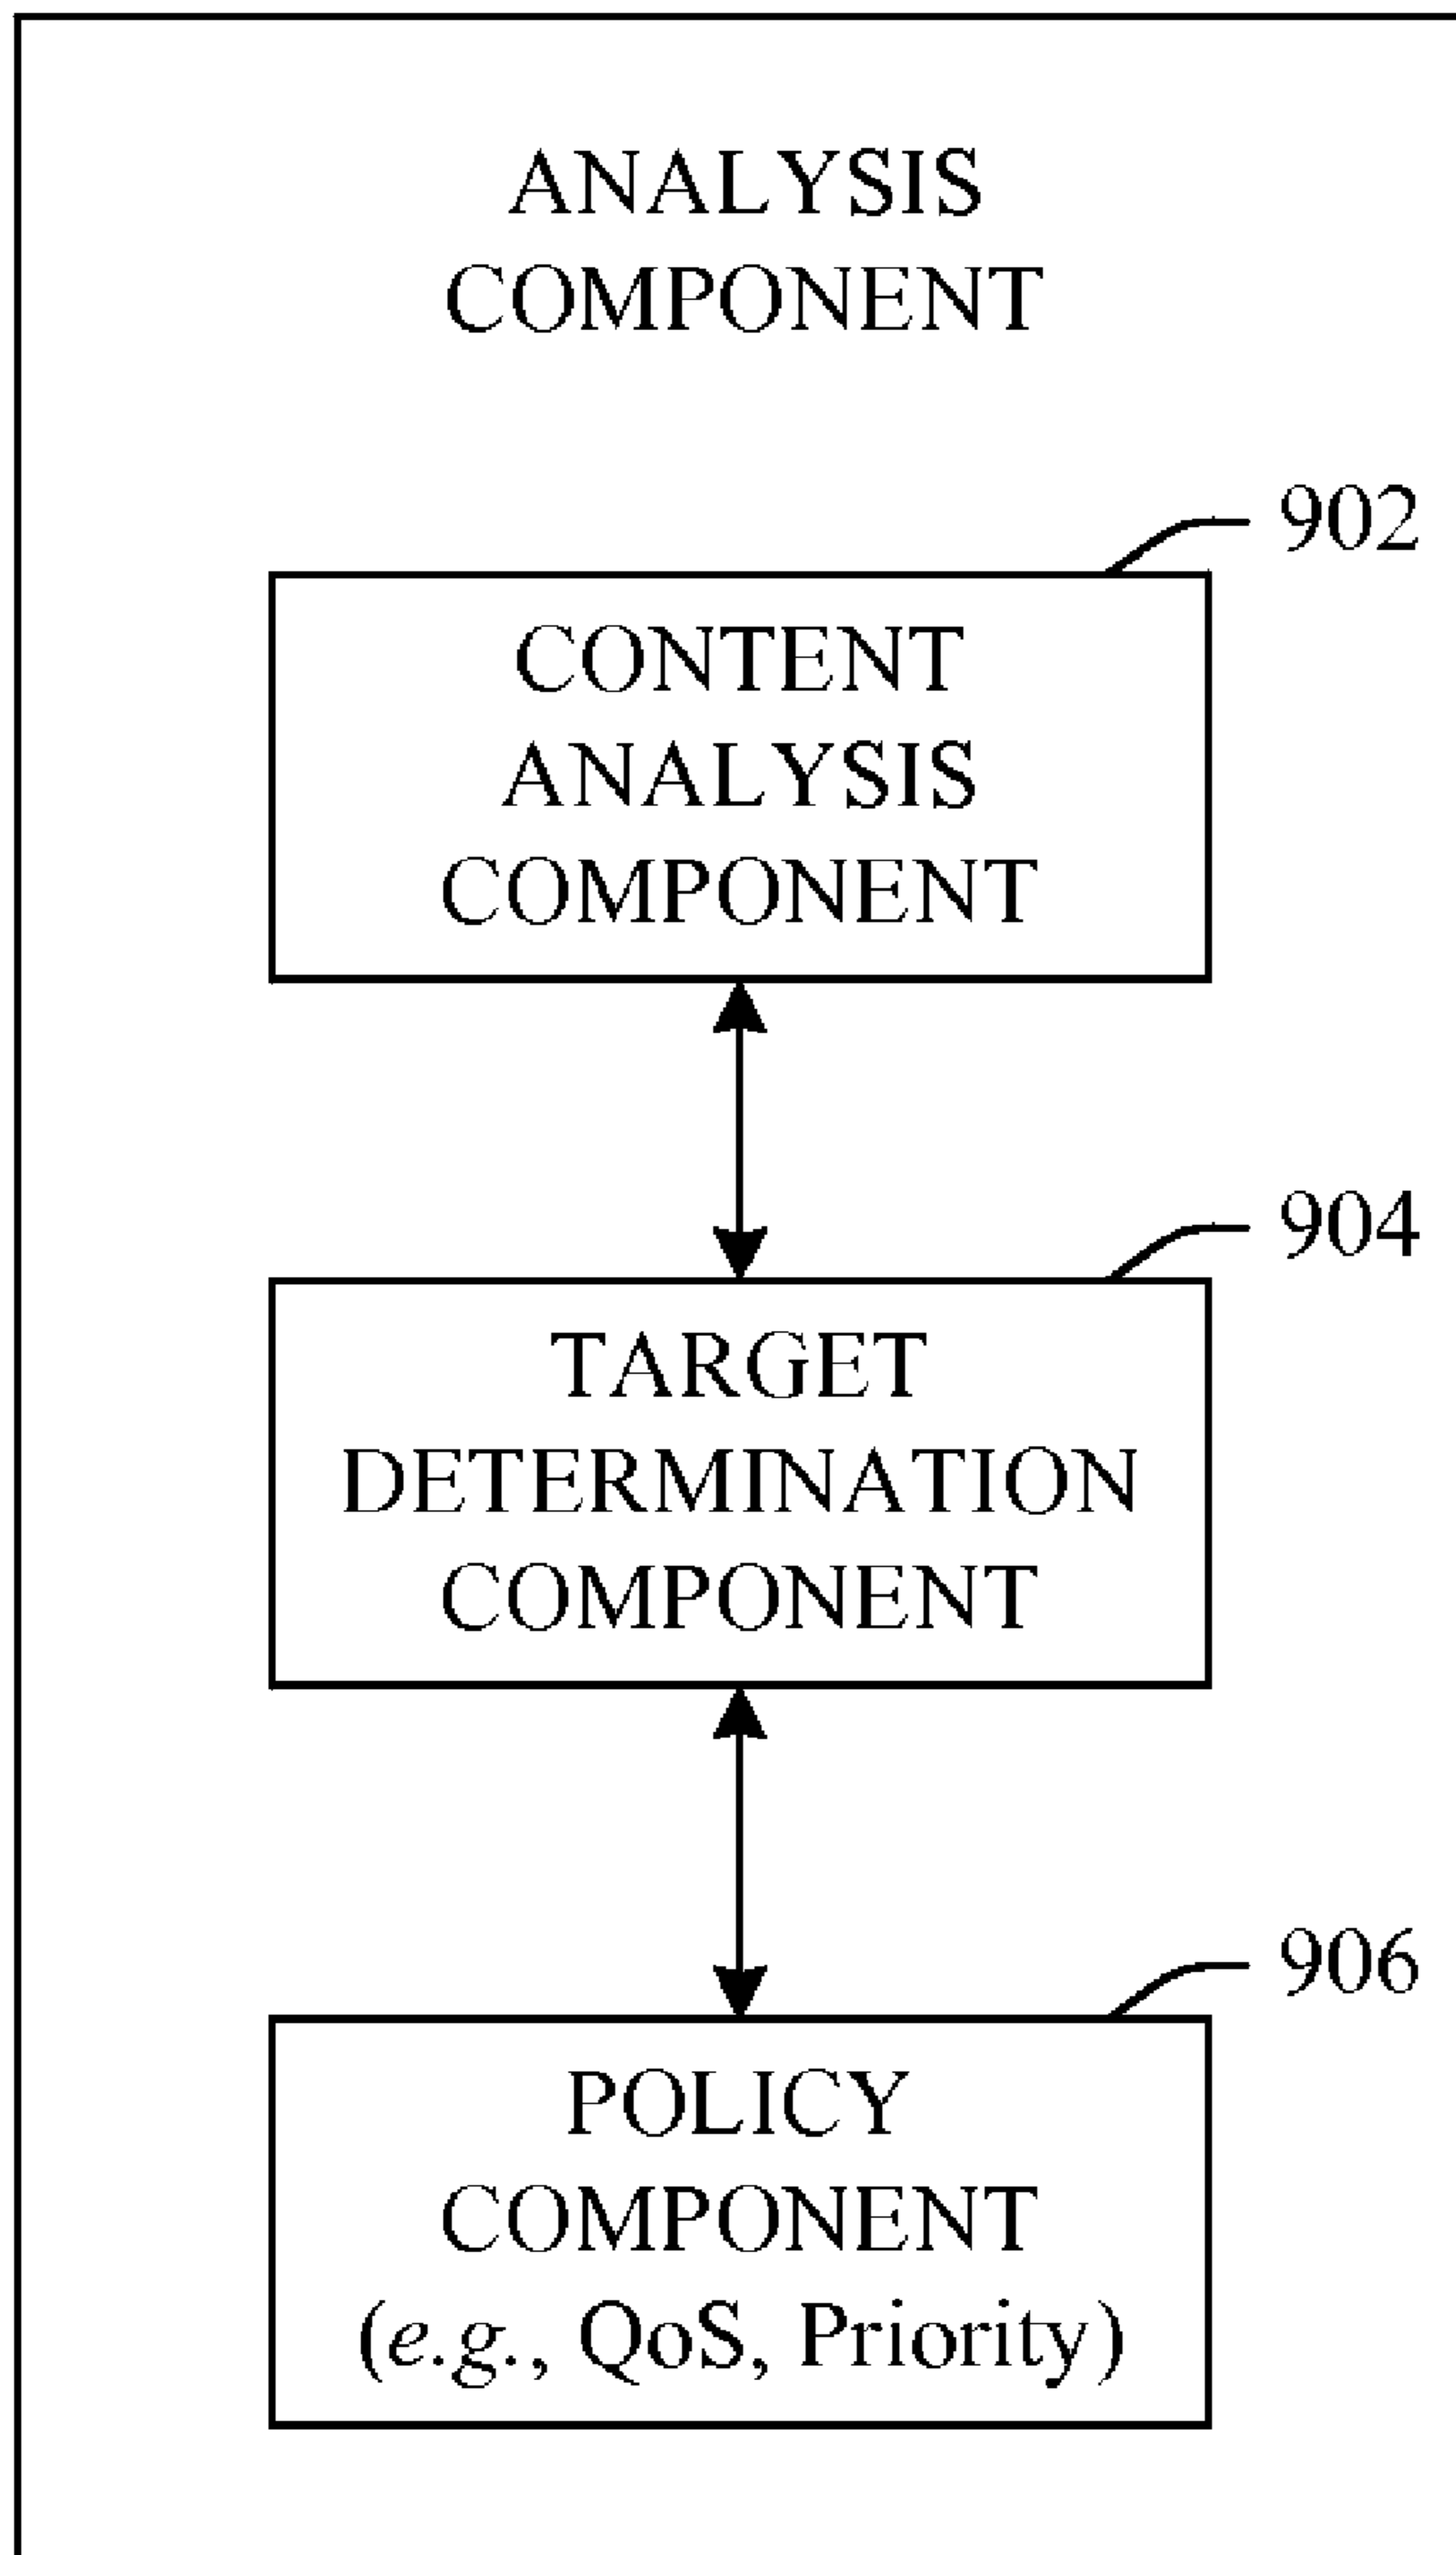 ANALYSIS
COMPONENT
902
CONTENT
ANALYSIS
COMPONENT
904
TARGET
DETERMINATION
COMPONENT
906
POLICY
COMPONENT
(e.g., QoS, Priority)